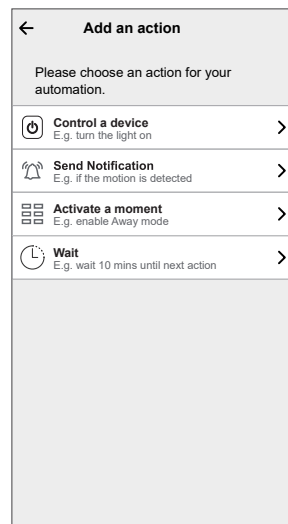 Add an action
Please choose an action for your
automation.
Control a device
E.g. turn the light on
Send Notification
E.g. if the motion is detected
Activate a moment
E.g. enable Away mode
Wait
E.g. wait 10 mins until next action